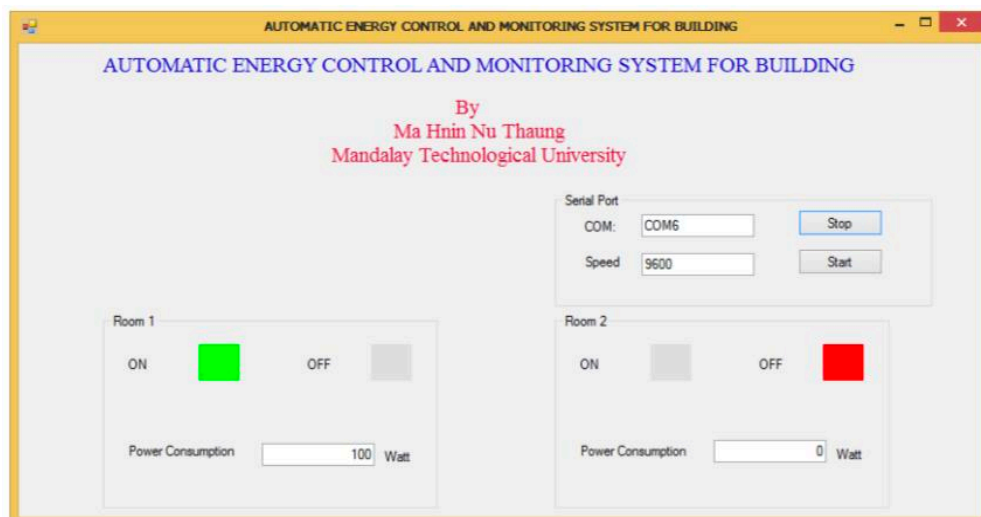 AUTOMATIC ENERGY CONTROL AND MONITORING SYSTEM FOR BUILDING
AUTOMATIC ENERGY CONTROL AND MONITORING SYSTEM FOR BUILDING
By
Ma Hnin Nu Thaung
Mandalay Technological University
Serial Port
COM: COM6 Stop
Speed 9600 Start
Room 1
ON OFF
Power Consumption 100 Watt
Room 2
ON OFF
Power Consumption 0 Watt